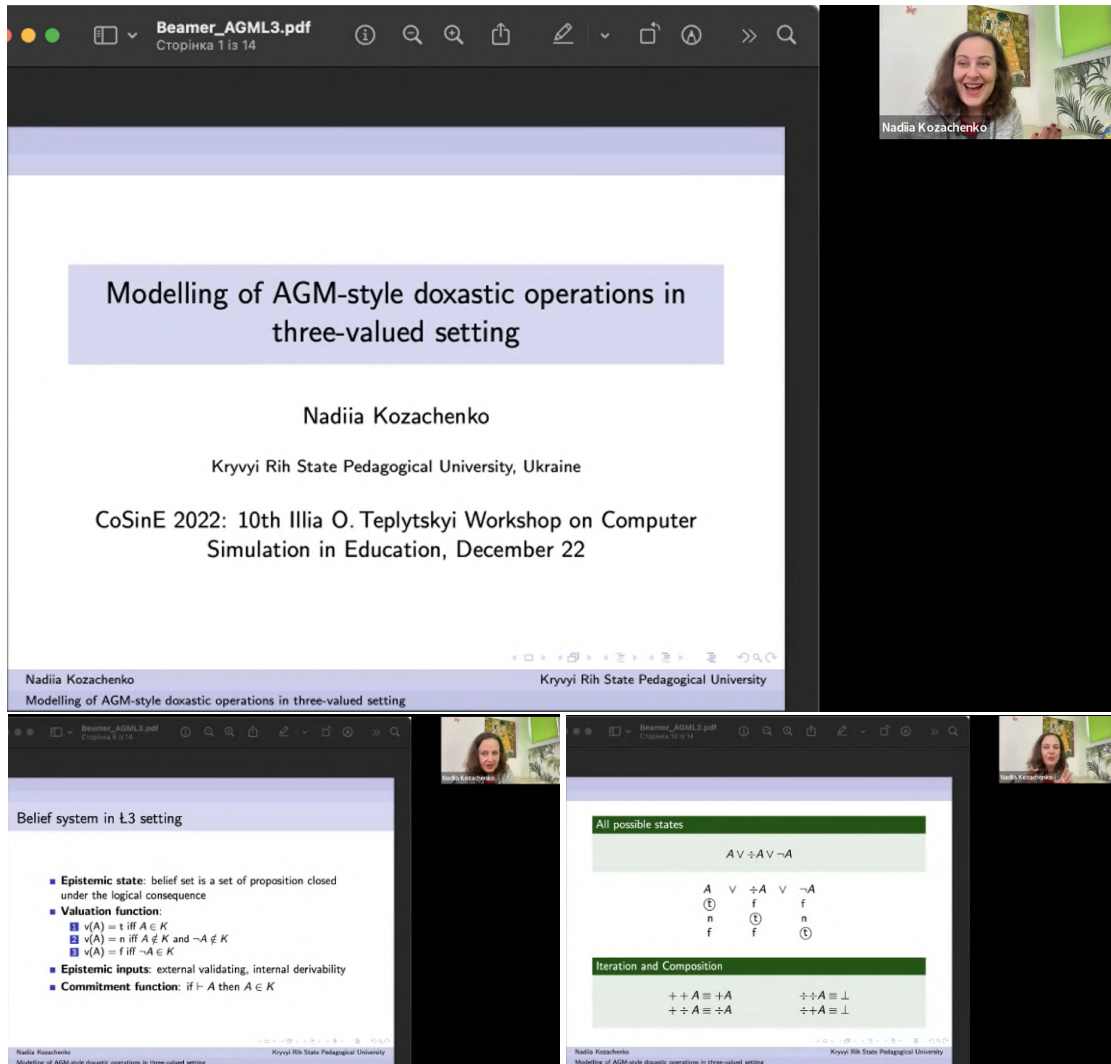 Beamer_AGML3.pdf
Сторінка 1 із 14
Nadiia Kozachenko
Modelling of AGM-style doxastic operations in
three-valued setting
Nadiia Kozachenko
Kryvyi Rih State Pedagogical University, Ukraine
CoSinE 2022: 10th Illia O. Teplytskyi Workshop on Computer
Simulation in Education, December 22
Nadiia Kozachenko
Kryvyi Rih State Pedagogical University
Modelling of AGM-style doxastic operations in three-valued setting
Beamer_AGML3.pdf
Nadiia Kozachenko
Belief system in Ł3 setting
Epistemic state: belief set is a set of proposition closed
under the logical consequence
Valuation function:
1 v(A) = t iff A ∈ K
2 v(A) = n iff A ∉ K and ¬A ∉ K
3 v(A) = f iff ¬A ∈ K
Epistemic inputs: external validating, internal derivability
Commitment function: if ⊢ A then A ∈ K
Nadiia Kozachenko
Kryvyi Rih State Pedagogical University
Modelling of AGM-style doxastic operations in three-valued setting
Beamer_AGML3.pdf
Сторінка 10 із 14
Nadiia Kozachenko
All possible states
A ∨ ÷A ∨ ¬A
A ∨ ÷A ∨ ¬A
t f f
n t n
f f t
Iteration and Composition
+ + A ≡ +A ÷÷A ≡ ⊥
+ ÷ A ≡ ÷A ÷+A ≡ ⊥
Nadiia Kozachenko
Kryvyi Rih State Pedagogical University
Modelling of AGM-style doxastic operations in three-valued setting